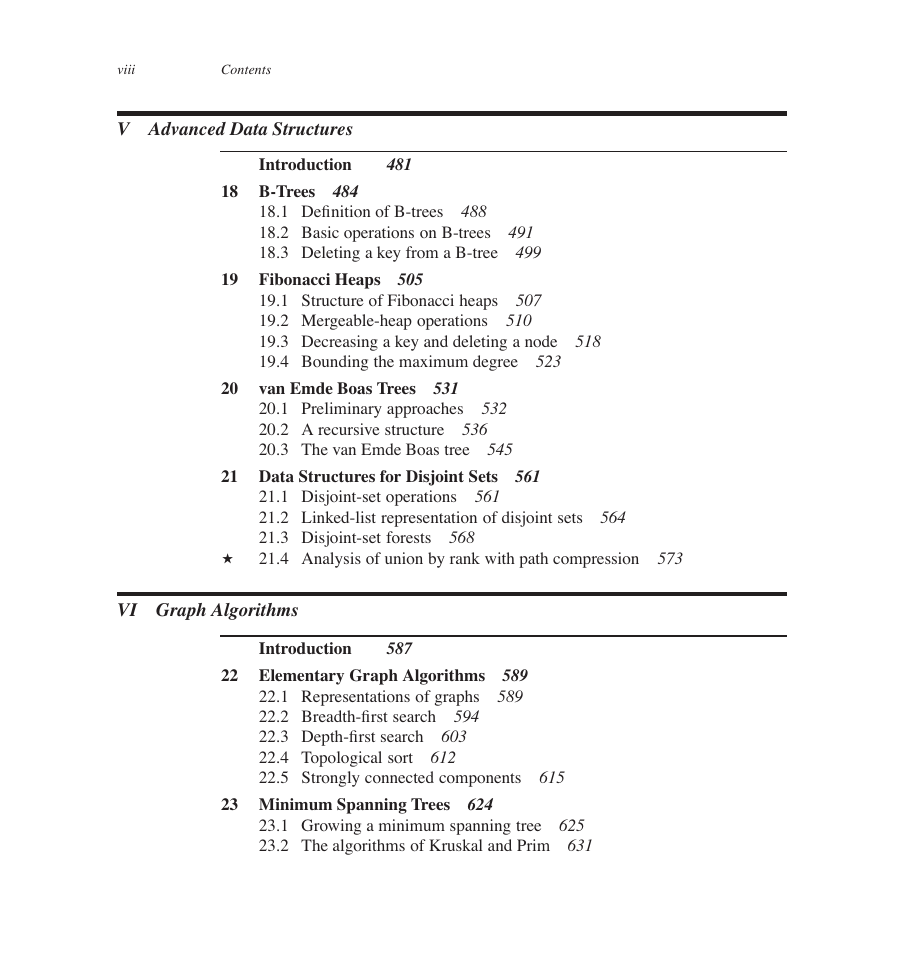 viii Contents
V Advanced Data Structures
Introduction 481
18 B-Trees 484
18.1 Definition of B-trees 488
18.2 Basic operations on B-trees 491
18.3 Deleting a key from a B-tree 499
19 Fibonacci Heaps 505
19.1 Structure of Fibonacci heaps 507
19.2 Mergeable-heap operations 510
19.3 Decreasing a key and deleting a node 518
19.4 Bounding the maximum degree 523
20 van Emde Boas Trees 531
20.1 Preliminary approaches 532
20.2 A recursive structure 536
20.3 The van Emde Boas tree 545
21 Data Structures for Disjoint Sets 561
21.1 Disjoint-set operations 561
21.2 Linked-list representation of disjoint sets 564
21.3 Disjoint-set forests 568
★ 21.4 Analysis of union by rank with path compression 573
VI Graph Algorithms
Introduction 587
22 Elementary Graph Algorithms 589
22.1 Representations of graphs 589
22.2 Breadth-first search 594
22.3 Depth-first search 603
22.4 Topological sort 612
22.5 Strongly connected components 615
23 Minimum Spanning Trees 624
23.1 Growing a minimum spanning tree 625
23.2 The algorithms of Kruskal and Prim 631